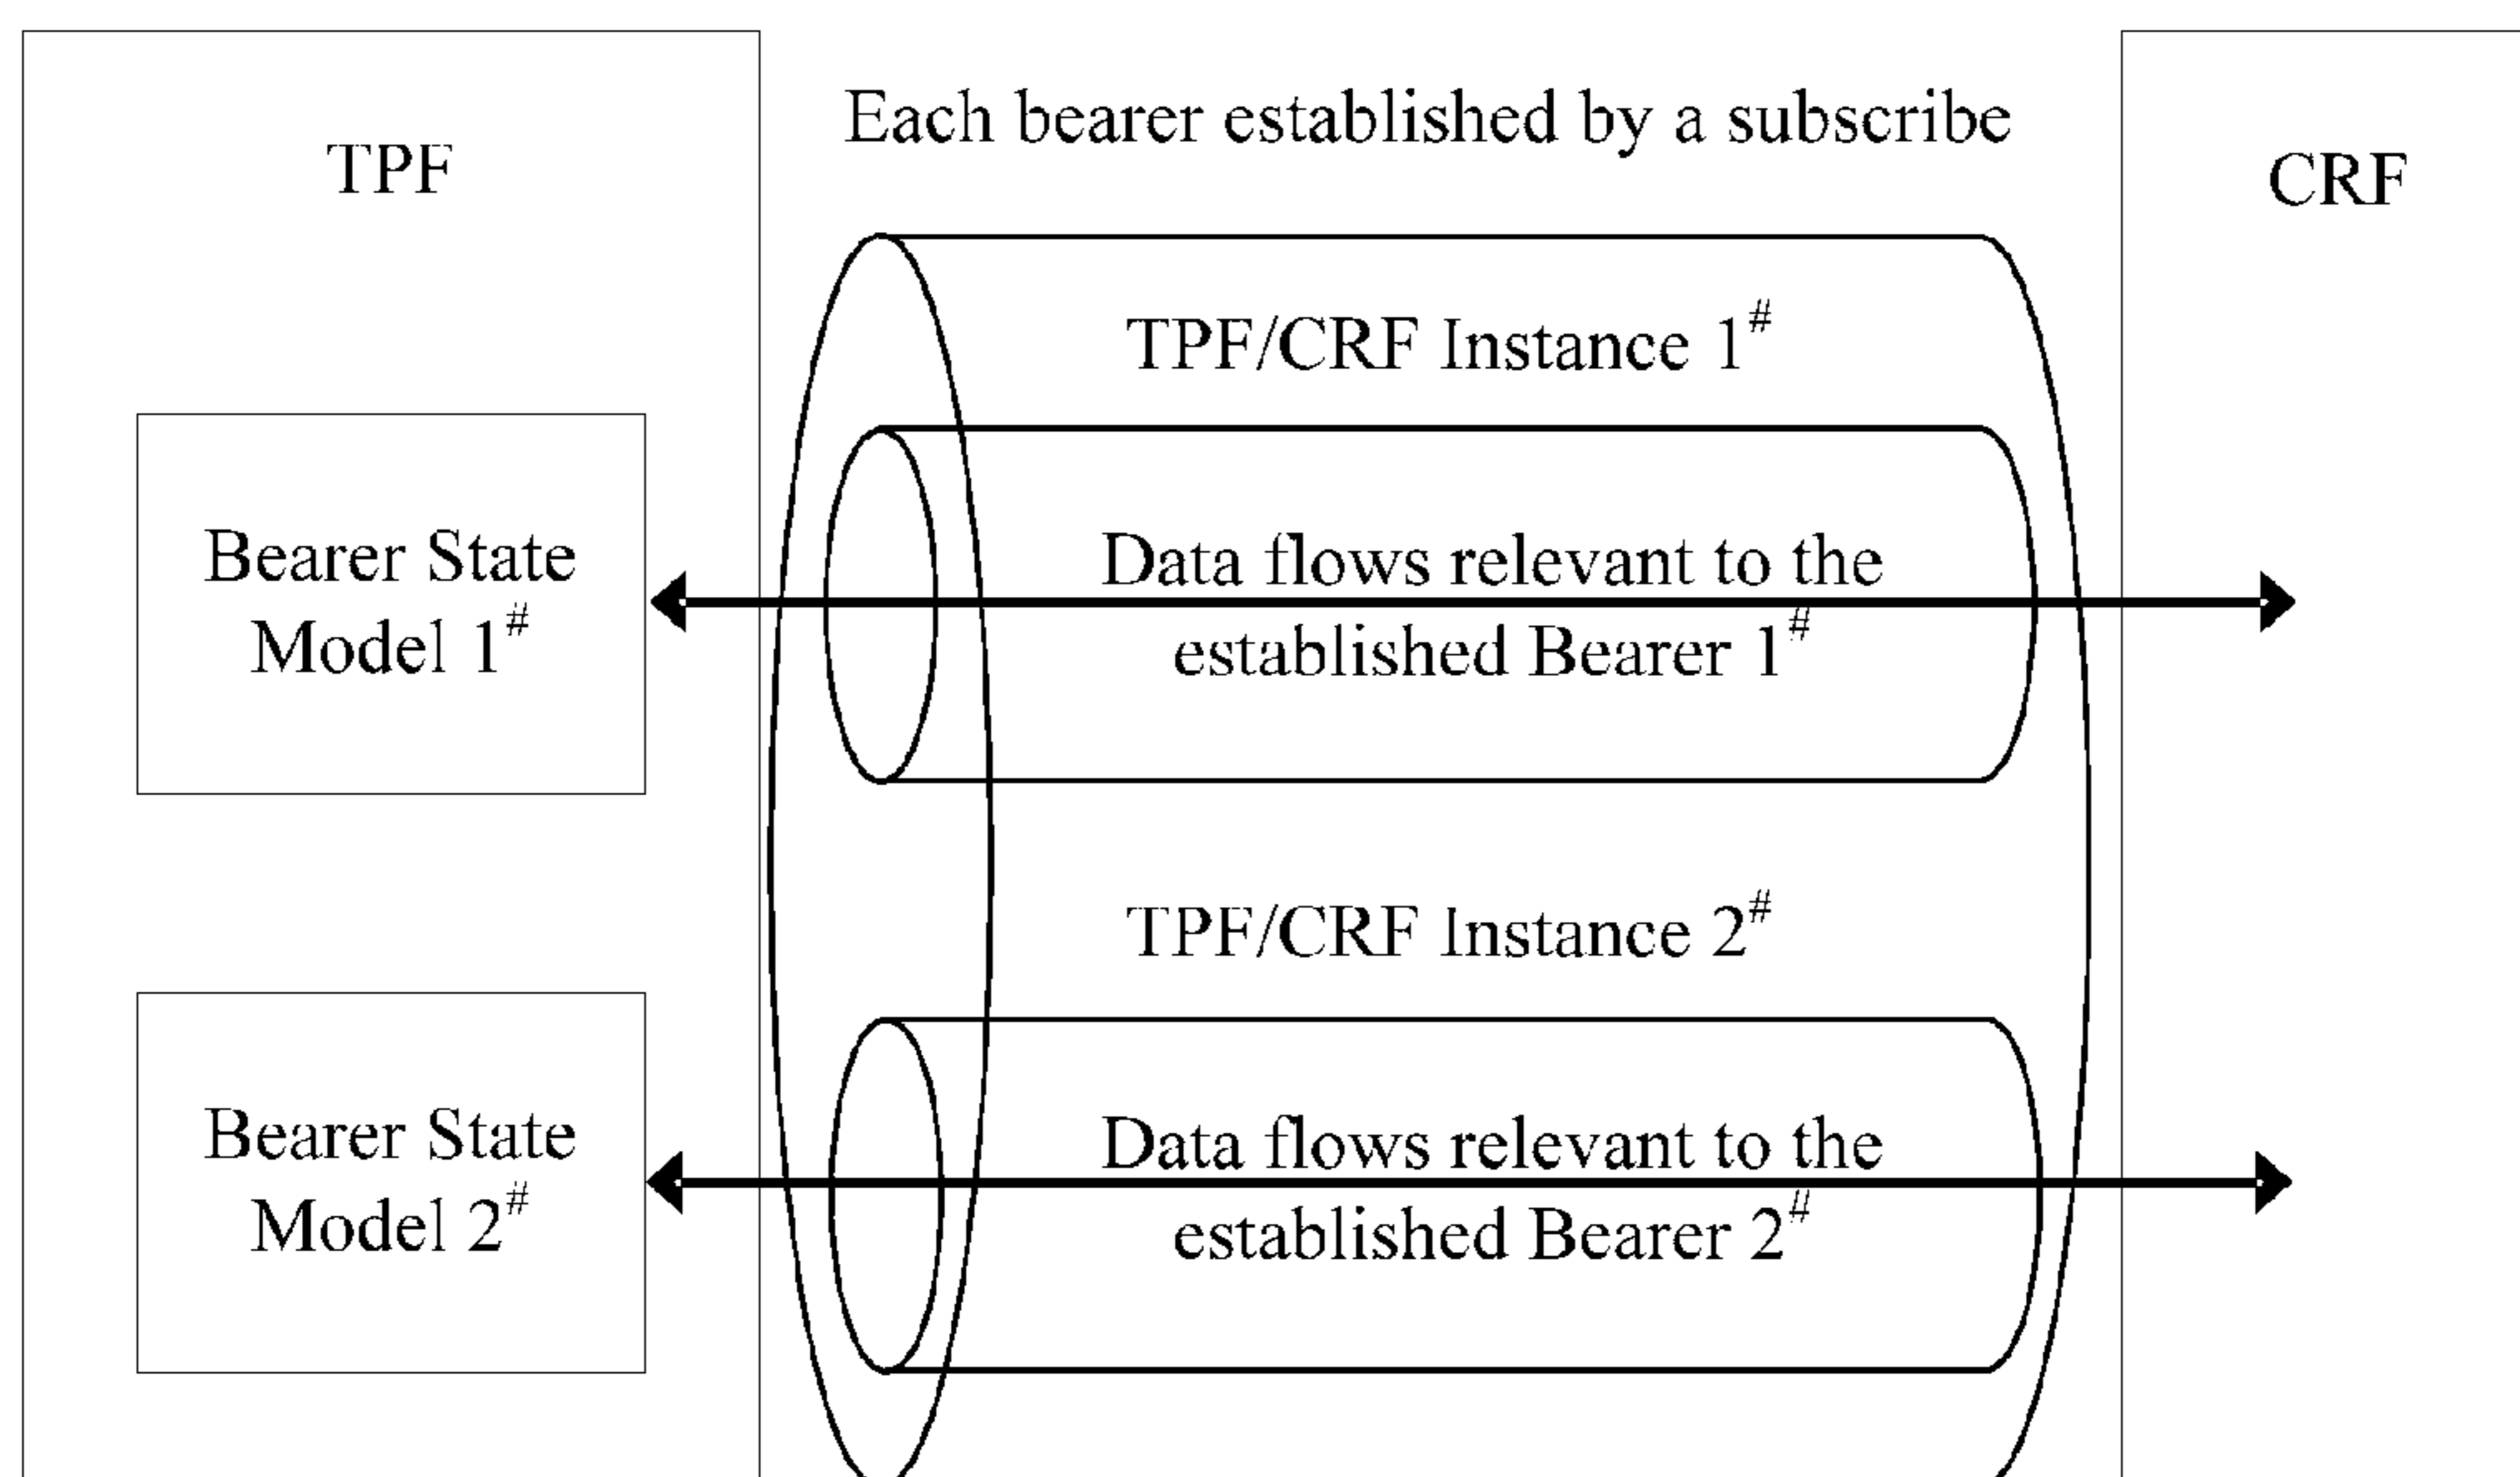 TPF
Each bearer established by a subscribe
CRF
TPF/CRF Instance 1#
Bearer State
Model 1#
Data flows relevant to the
established Bearer 1#
TPF/CRF Instance 2#
Bearer State
Model 2#
Data flows relevant to the
established Bearer 2#